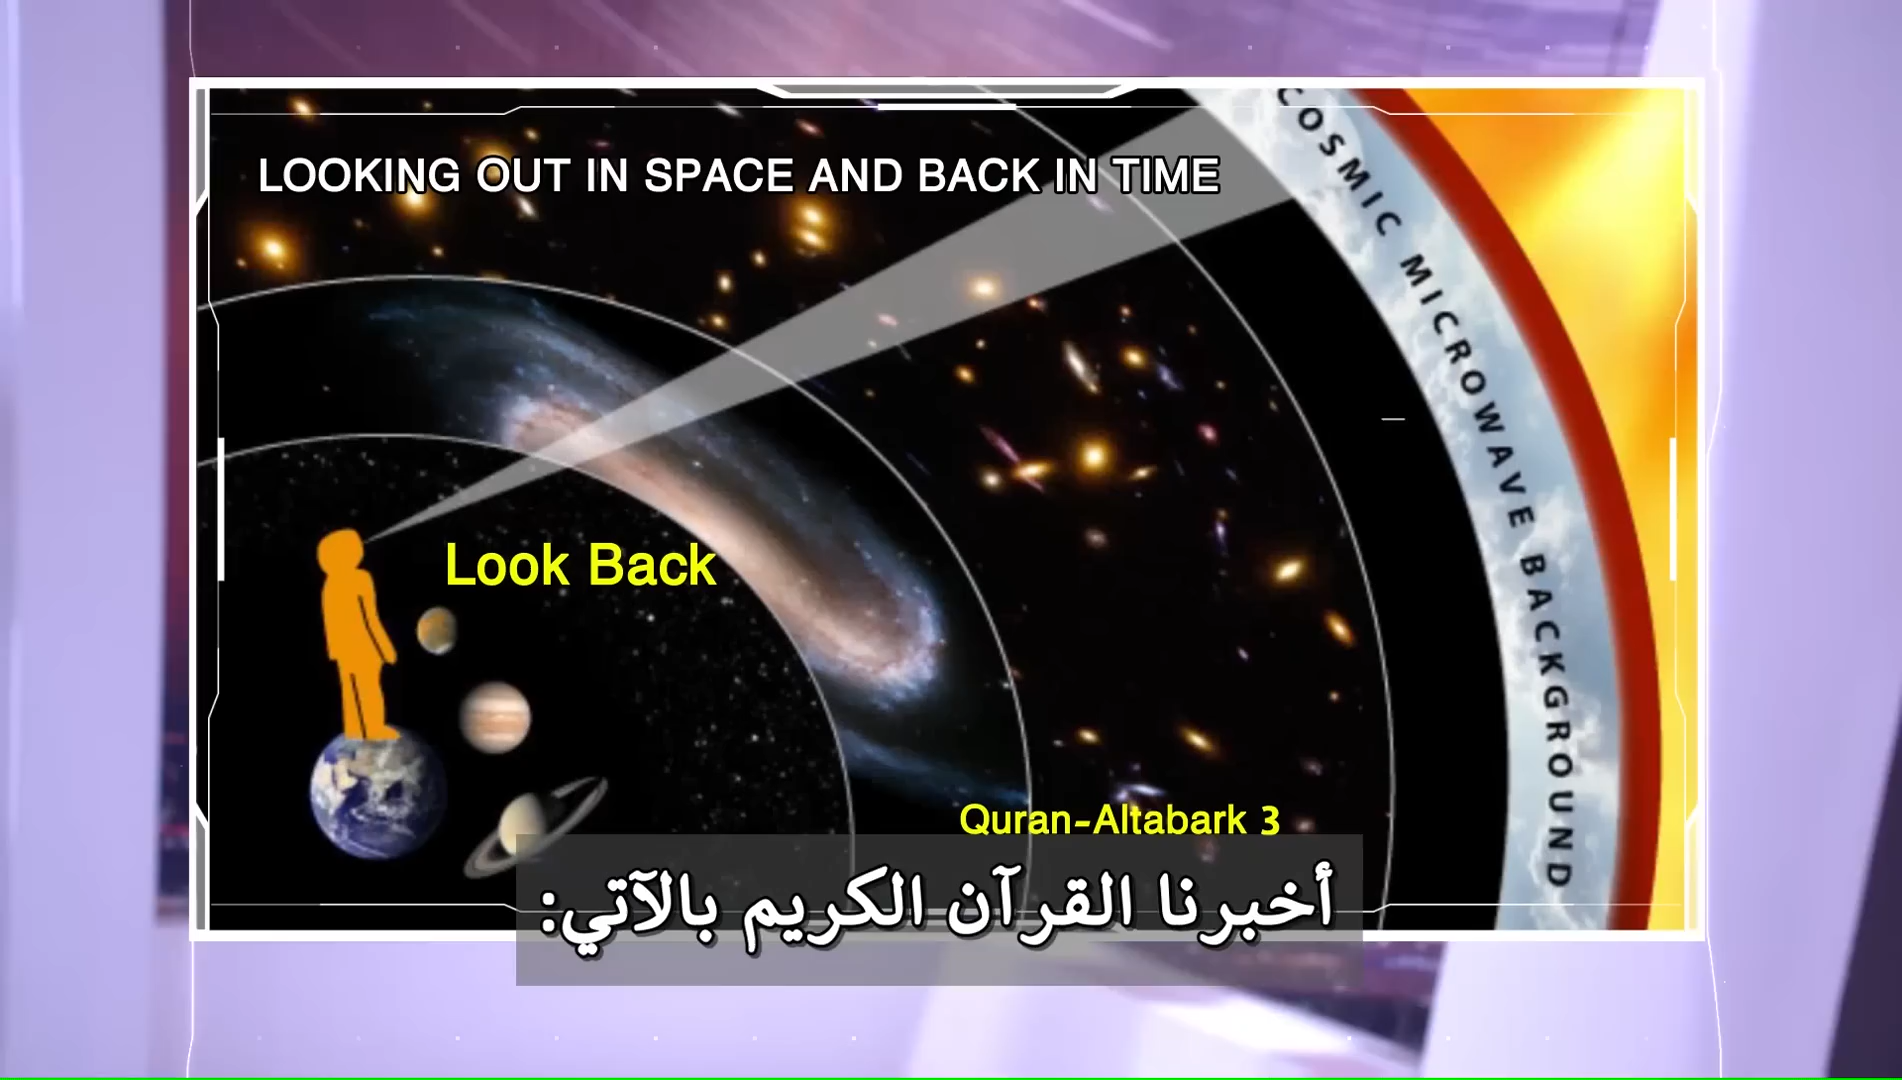 LOOKING OUT IN SPACE AND BACK IN TIME
COSMIC MICROWAVE BACKGROUND
Look Back
Quran-Altabark 3
أخبرنا القرآن الكريم بالآتي: